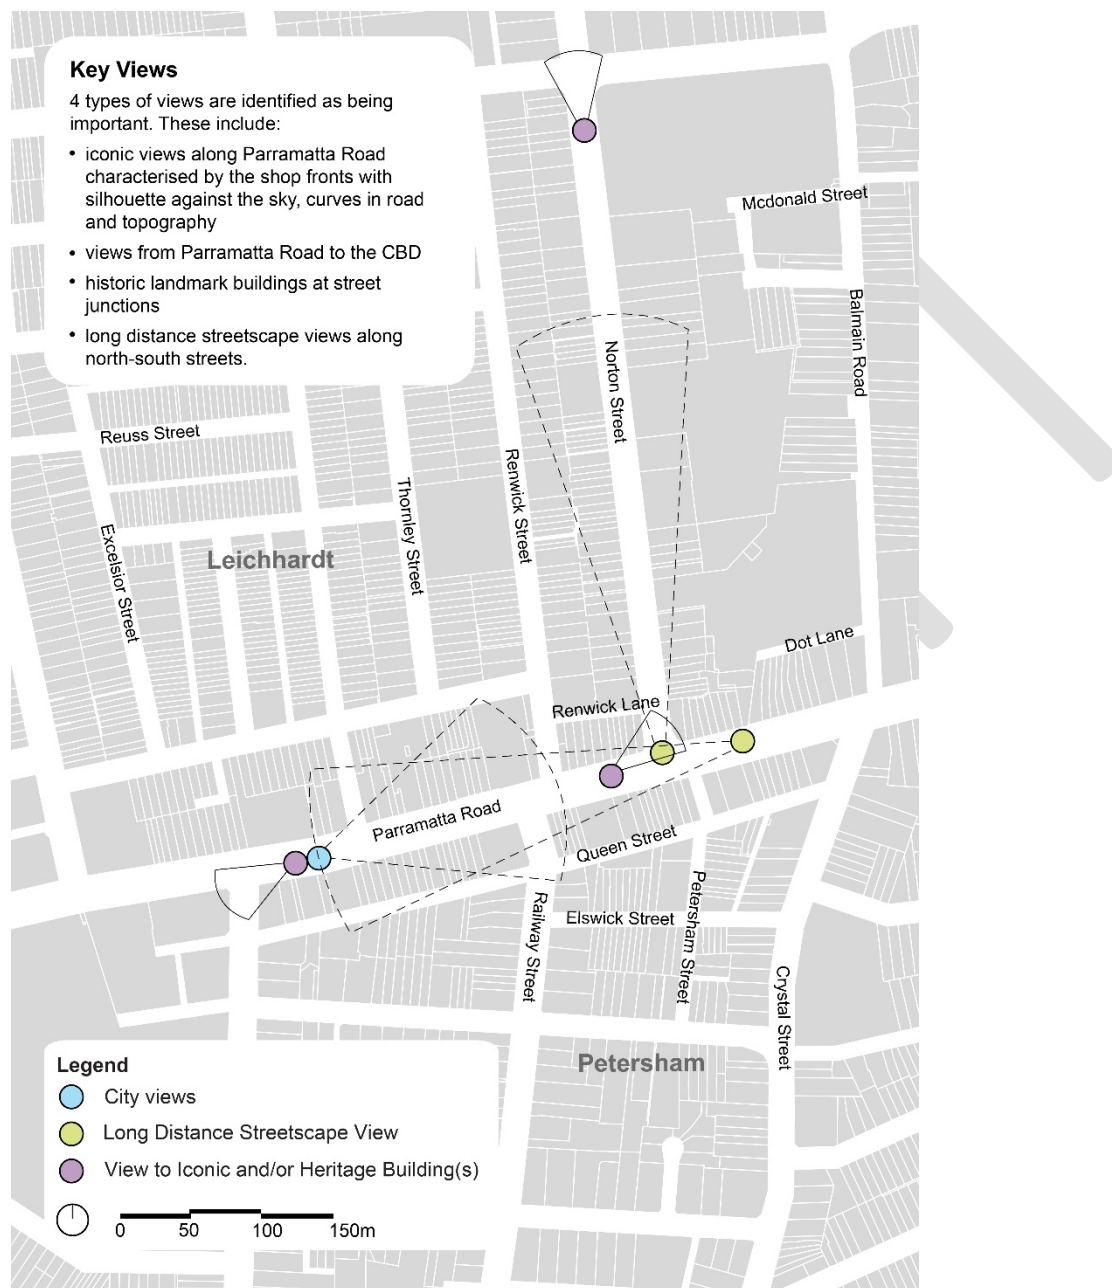 Key Views
4 types of views are identified as being
important. These include:
• iconic views along Parramatta Road
characterised by the shop fronts with
silhouette against the sky, curves in road
and topography
• views from Parramatta Road to the CBD
• historic landmark buildings at street
junctions
• long distance streetscape views along
north-south streets.
Mcdonald Street
Balmain Road
Norton Street
Reuss Street
Renwick Street
Thornley Street
Excelsior Street
Leichhardt
Dot Lane
Renwick Lane
Parramatta Road
Queen Street
Railway Street
Elswick Street
Petersham Street
Crystal Street
Petersham
Legend
City views
Long Distance Streetscape View
View to Iconic and/or Heritage Building(s)
0 50 100 150m